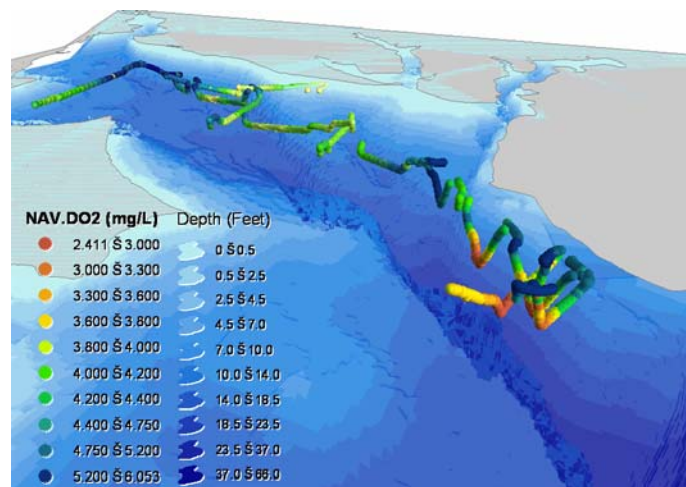 NAV.DO2 (mg/L) Depth (Feet)
2.411 Š 3.000
3.000 Š 3.300
3.300 Š 3.600
3.600 Š 3.800
3.800 Š 4.000
4.000 Š 4.200
4.200 Š 4.400
4.400 Š 4.750
4.750 Š 5.200
5.200 Š 6.053
0 Š 0.5
0.5 Š 2.5
2.5 Š 4.5
4.5 Š 7.0
7.0 Š 10.0
10.0 Š 14.0
14.0 Š 18.5
18.5 Š 23.5
23.5 Š 37.0
37.0 Š 66.0